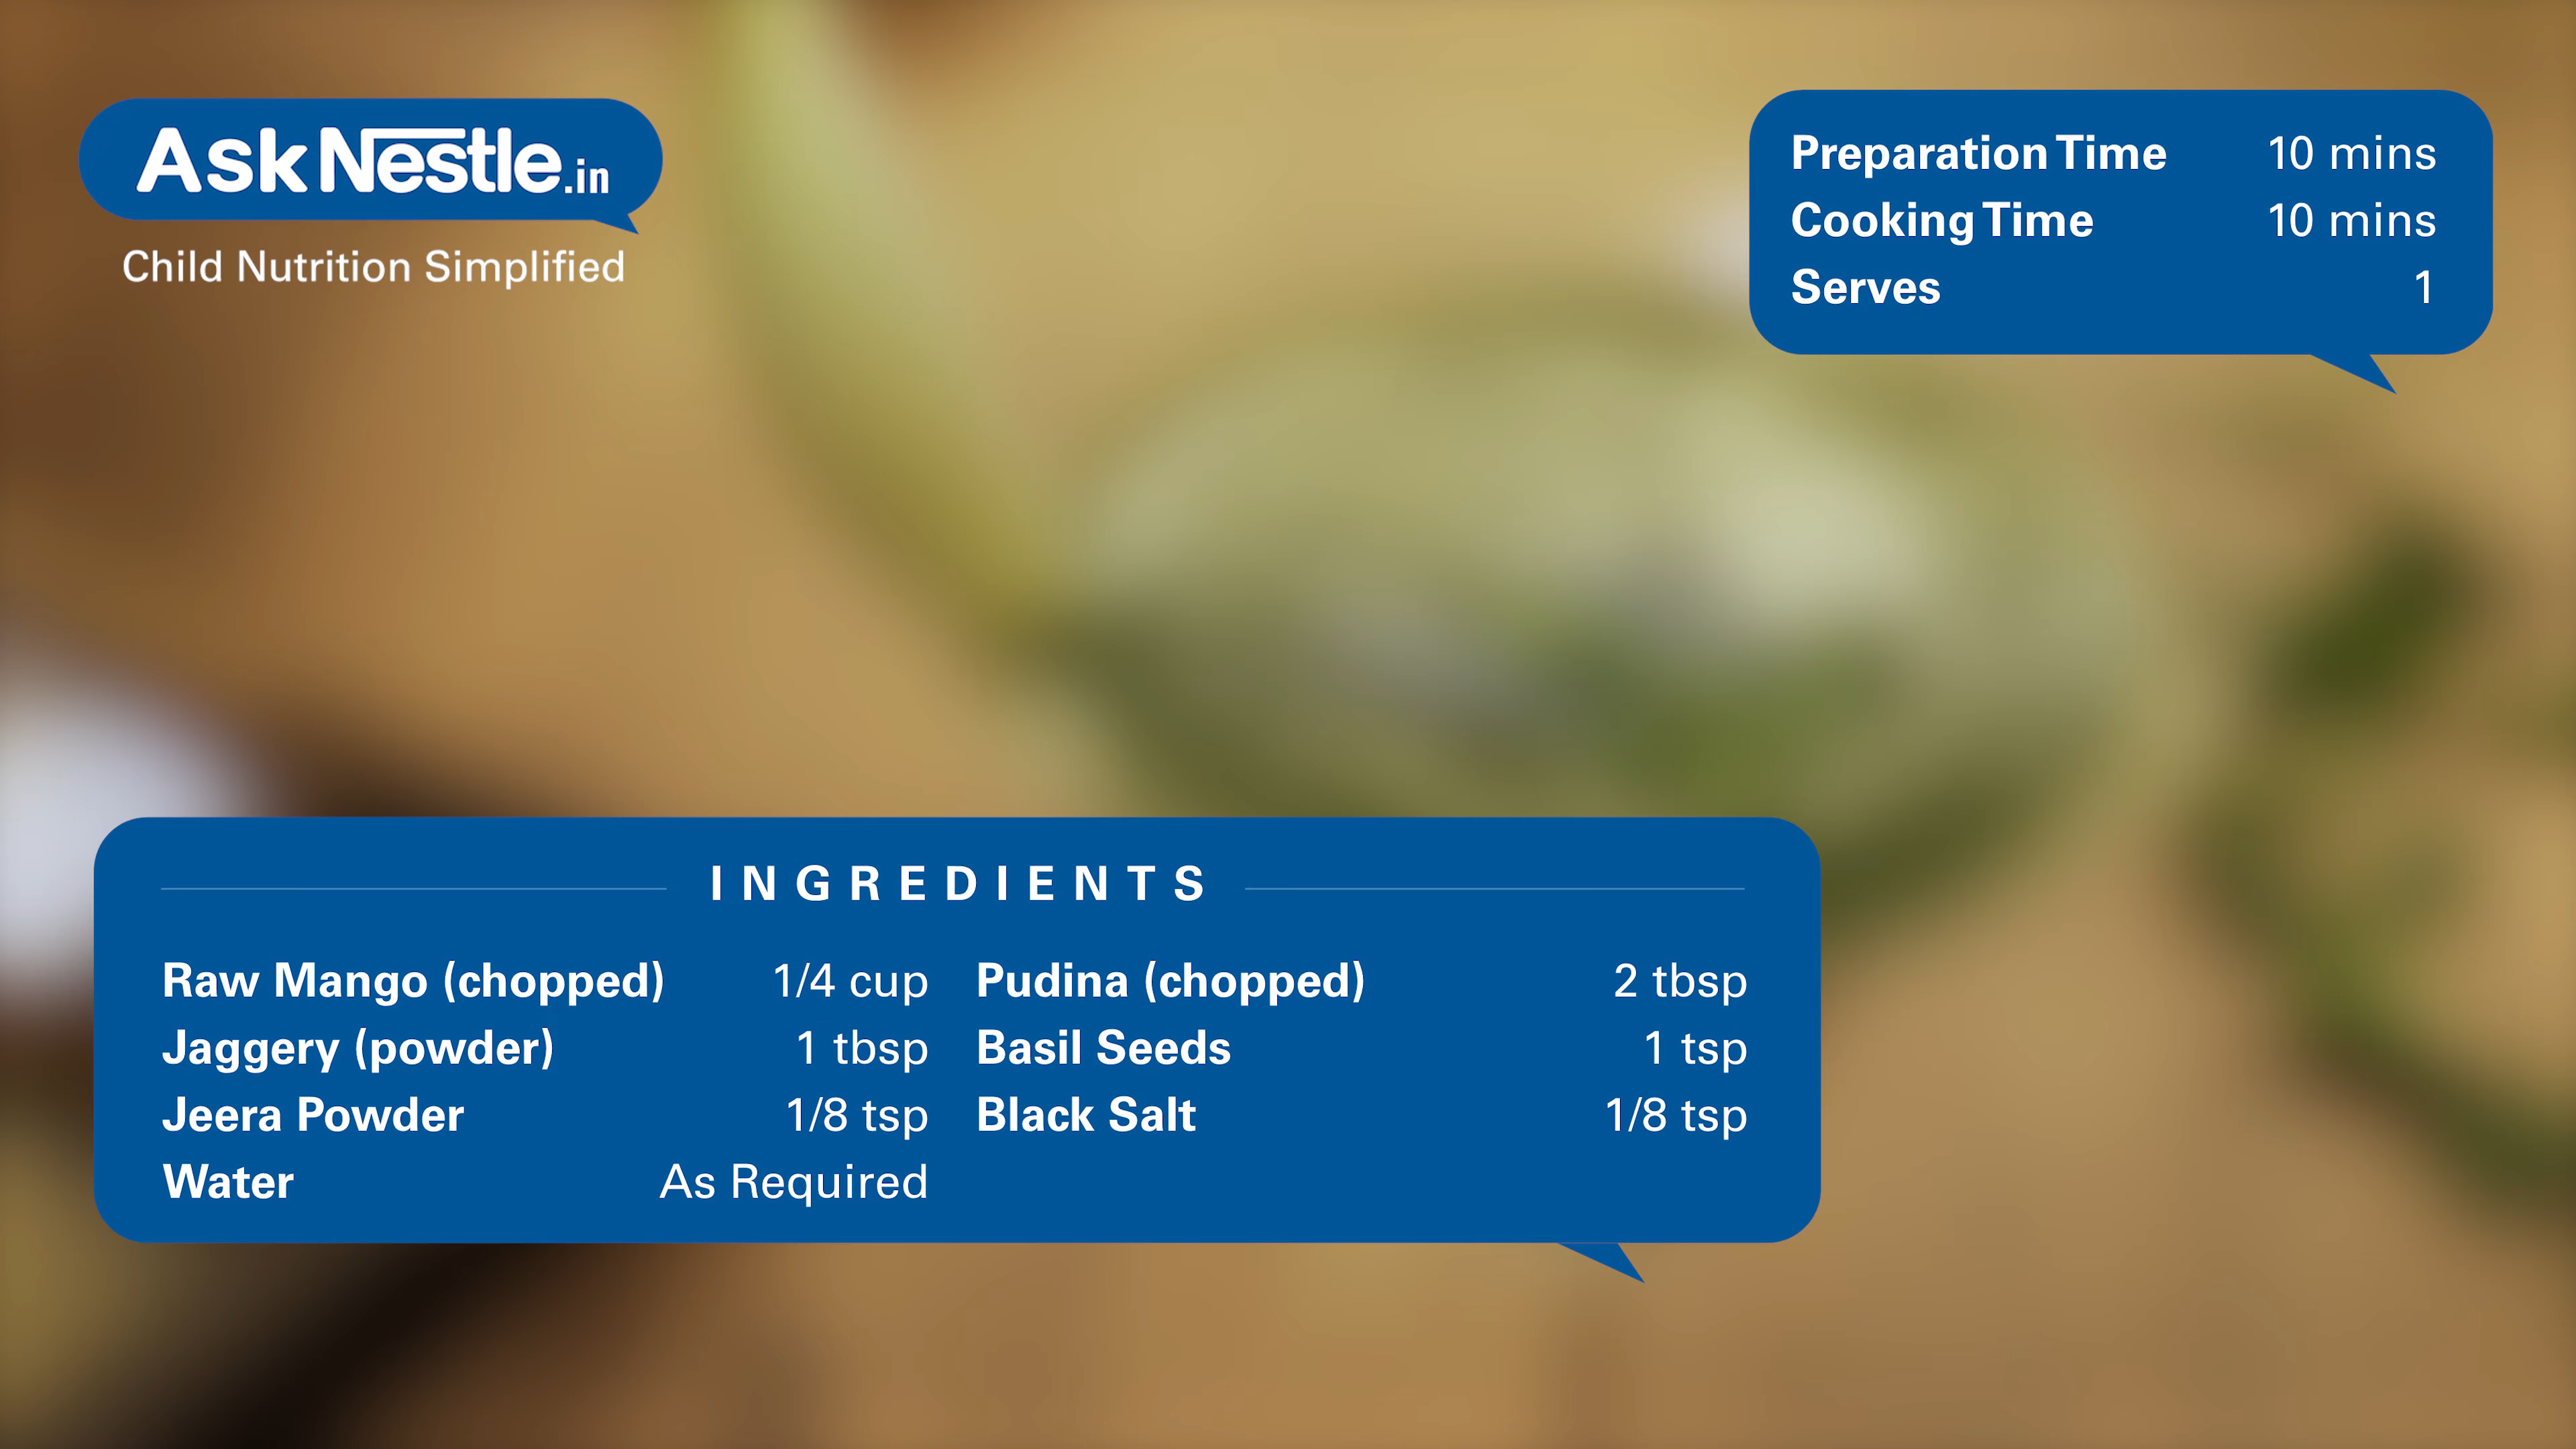 AskNestle.in
Child Nutrition Simplified
Preparation Time 10 mins
Cooking Time 10 mins
Serves 1
INGREDIENTS
Raw Mango (chopped) 1/4 cup Pudina (chopped) 2 tbsp
Jaggery (powder) 1 tbsp Basil Seeds 1 tsp
Jeera Powder 1/8 tsp Black Salt 1/8 tsp
Water As Required